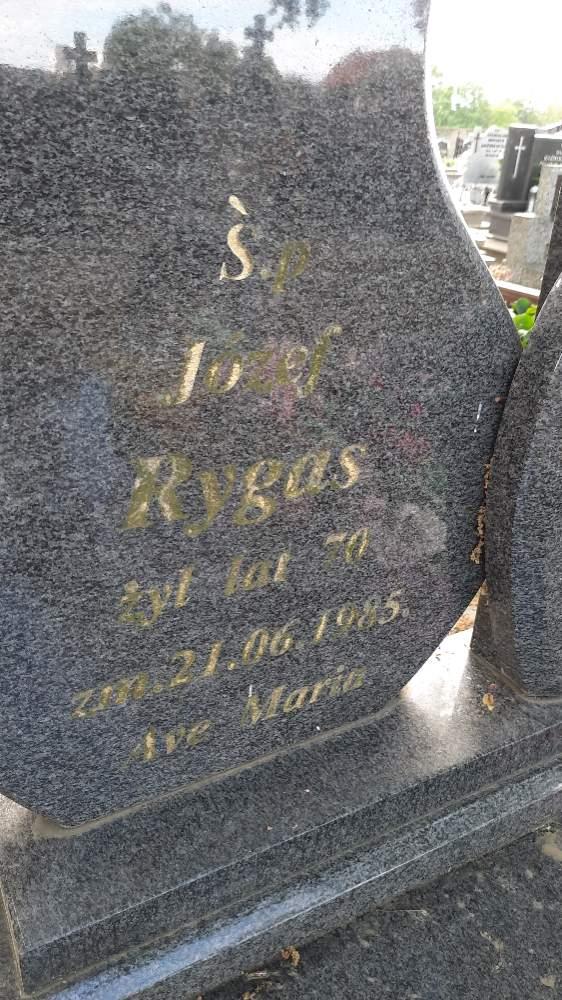 Ś.p
Józef
Rygas
żył lat 70
zm.21.06.1985.
Ave Maria